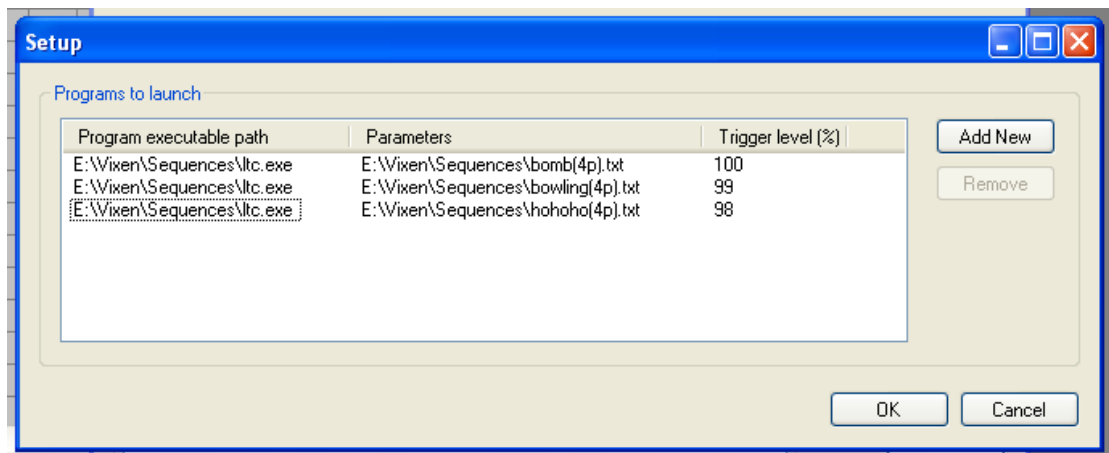 Setup
Programs to launch
Program executable path Parameters Trigger level (%) Add New
E:\Vixen\Sequences\ltc.exe E:\Vixen\Sequences\bomb(4p).txt 100
E:\Vixen\Sequences\ltc.exe E:\Vixen\Sequences\bowling(4p).txt 99 Remove
E:\Vixen\Sequences\ltc.exe E:\Vixen\Sequences\hohoho(4p).txt 98
OK Cancel